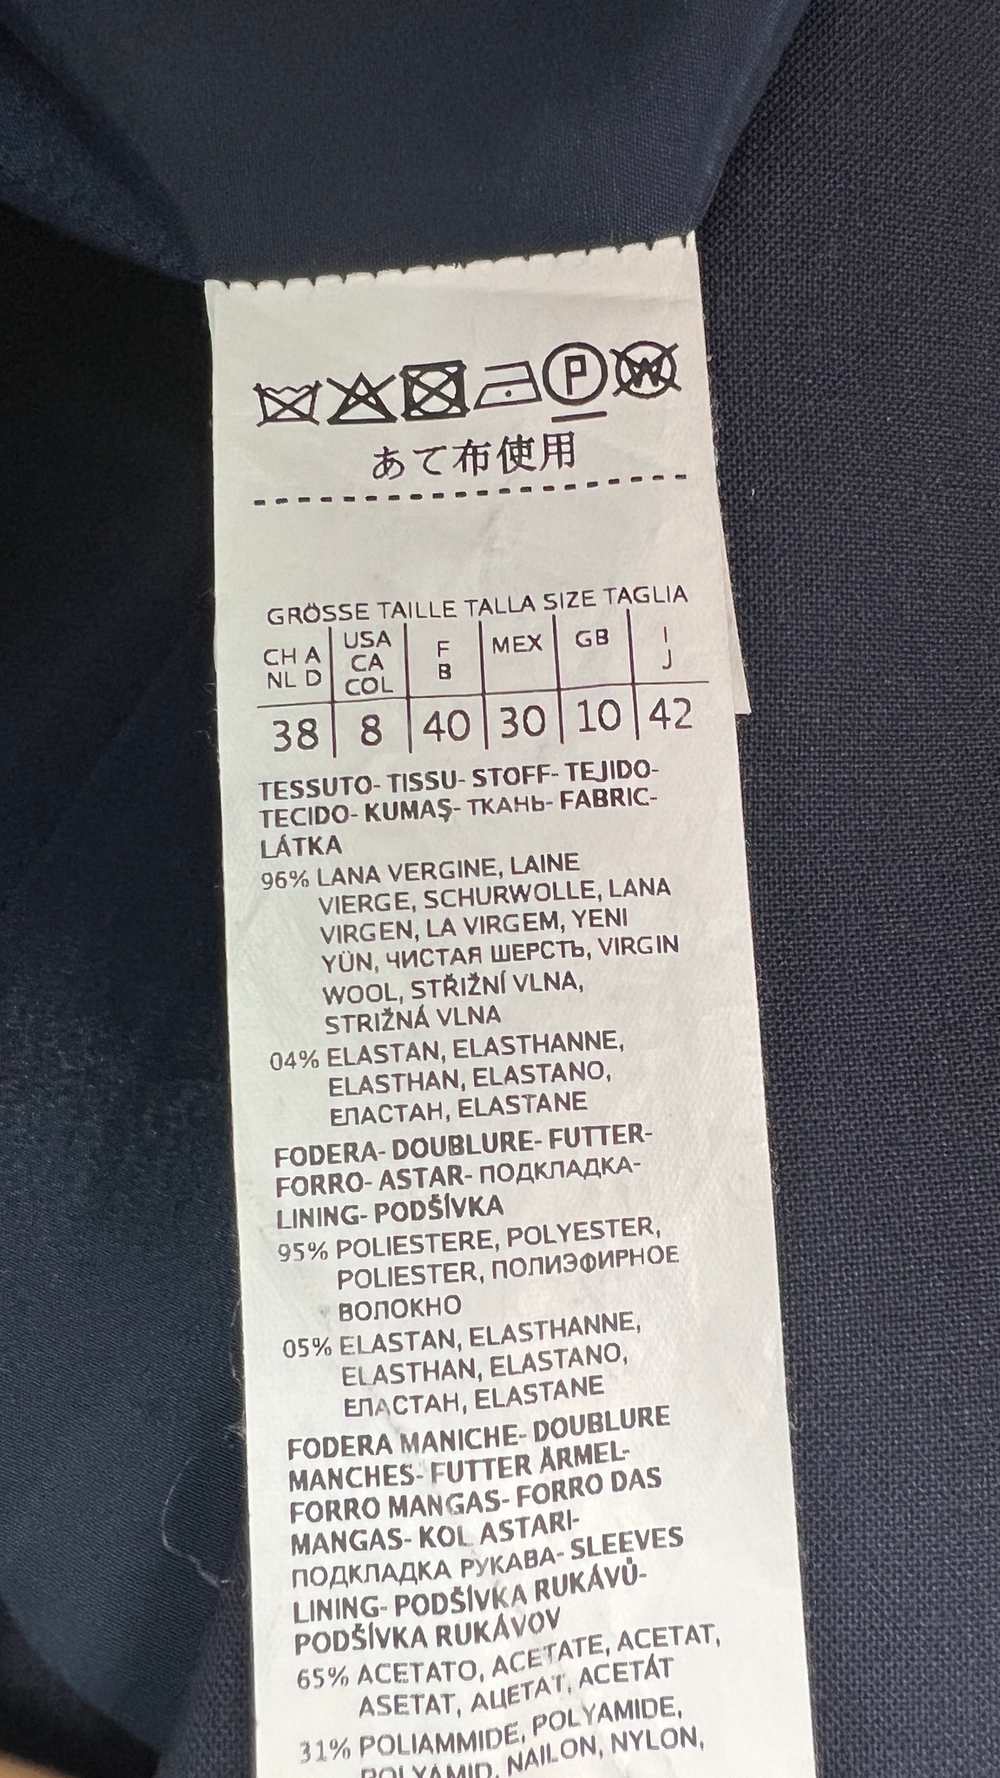 P
W
あて布使用
GRÖSSE TAILLE TALLA SIZE TAGLIA
CH A NL D USA CA COL F B MEX GB I J
38 8 40 30 10 42
TESSUTO- TISSU- STOFF- TEJIDO-
TECIDO- KUMAŞ- ТКАНЬ- FABRIC-
LÁTKA
96% LANA VERGINE, LAINE
VIERGE, SCHURWOLLE, LANA
VIRGEN, LA VIRGEM, YENI
YÜN, ЧИСТАЯ ШЕРСТЬ, VIRGIN
WOOL, STŘIŽNÍ VLNA,
STRIŽNÁ VLNA
04% ELASTAN, ELASTHANNE,
ELASTHAN, ELASTANO,
ЕЛАСТАН, ELASTANE
FODERA- DOUBLURE- FUTTER-
FORRO- ASTAR- ПОДКЛАДКА-
LINING- PODŠÍVKA
95% POLIESTERE, POLYESTER,
POLIESTER, ПОЛИЭФИРНОЕ
ВОЛОКНО
05% ELASTAN, ELASTHANNE,
ELASTHAN, ELASTANO,
ЕЛАСТАН, ELASTANE
FODERA MANICHE- DOUBLURE
MANCHES- FUTTER ÄRMEL-
FORRO MANGAS- FORRO DAS
MANGAS- KOL ASTARI-
ПОДКЛАДКА РУКАВА- SLEEVES
LINING- PODŠÍVKA RUKÁVŮ-
PODŠÍVKA RUKÁVOV
65% ACETATO, ACETATE, ACETAT,
ASETAT, АЦЕТАТ, ACETÁT
31% POLIAMMIDE, POLYAMIDE,
POLYAMID, NAILON, NYLON,